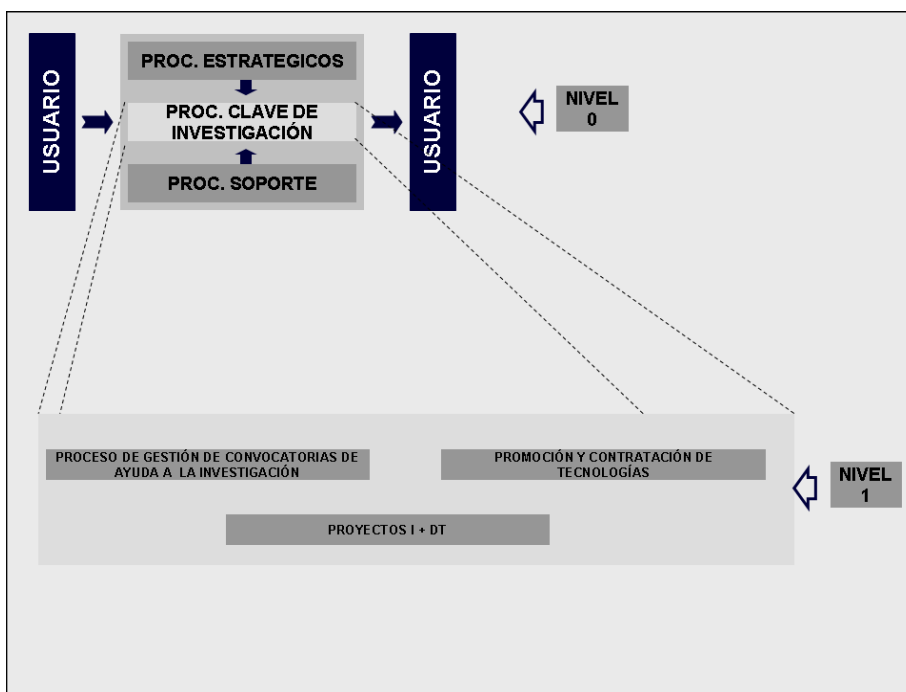 USUARIO
PROC. ESTRATEGICOS
PROC. CLAVE DE
INVESTIGACIÓN
PROC. SOPORTE
USUARIO
NIVEL
0
PROCESO DE GESTIÓN DE CONVOCATORIAS DE
AYUDA A LA INVESTIGACIÓN
PROMOCIÓN Y CONTRATACIÓN DE
TECNOLOGÍAS
PROYECTOS I + DT
NIVEL
1